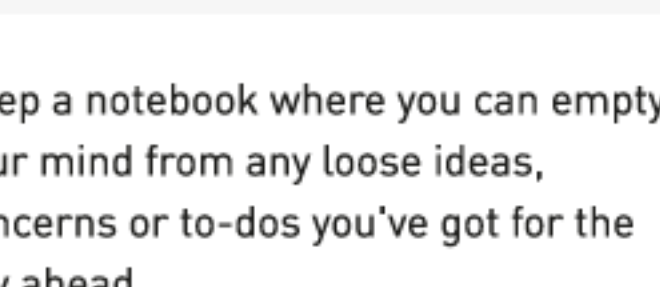 ep a notebook where you can empty
ur mind from any loose ideas,
ncerns or to-dos you've got for the
y ahead